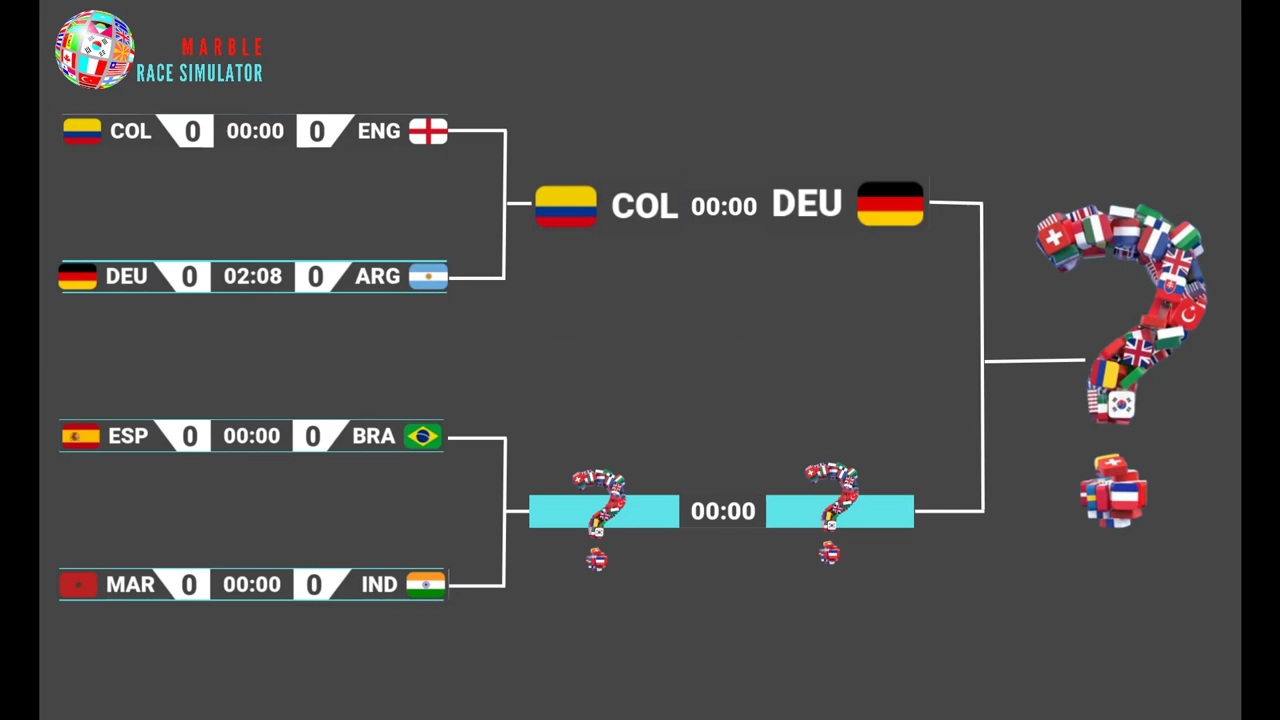 MARBLE
RACE SIMULATOR
COL 0 00:00 0 ENG
COL 00:00 DEU
DEU 0 02:08 0 ARG
ESP 0 00:00 0 BRA
00:00
MAR 0 00:00 0 IND